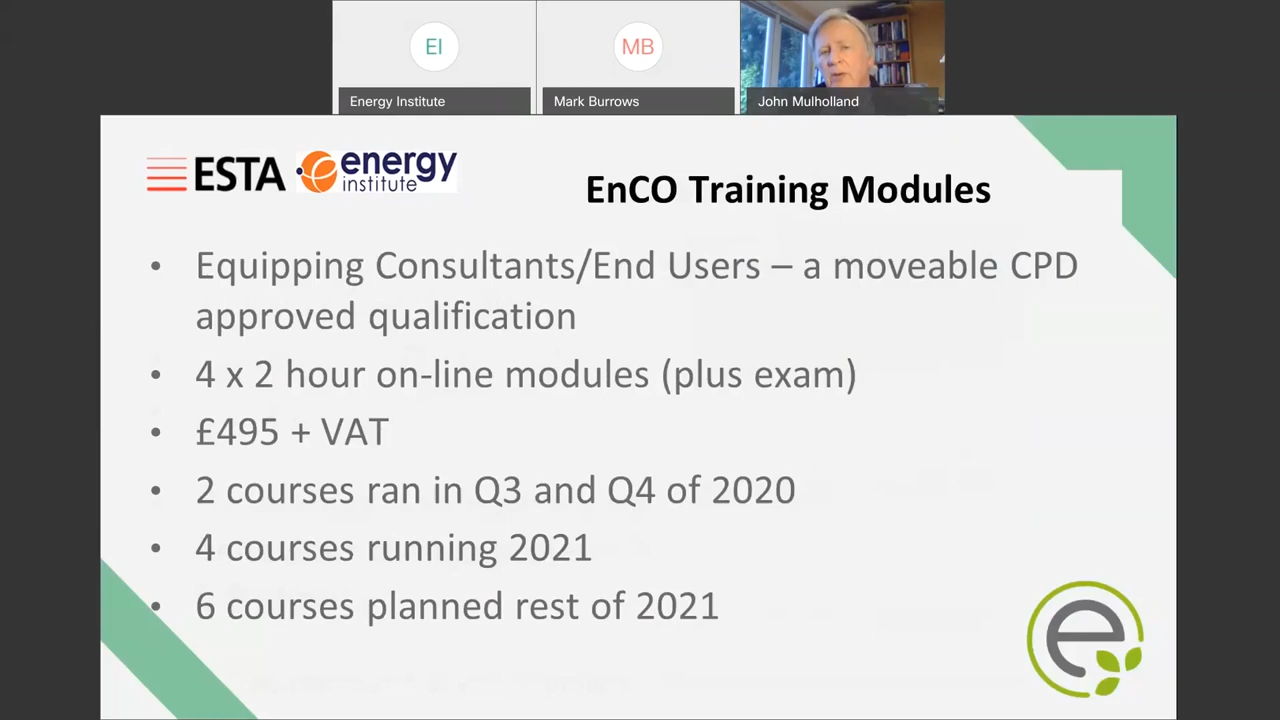 EI
MB
Energy Institute
Mark Burrows
John Mulholland
ESTA
energy
institute
EnCO Training Modules
• Equipping Consultants/End Users – a moveable CPD
approved qualification
• 4 x 2 hour on-line modules (plus exam)
• £495 + VAT
• 2 courses ran in Q3 and Q4 of 2020
• 4 courses running 2021
• 6 courses planned rest of 2021
e